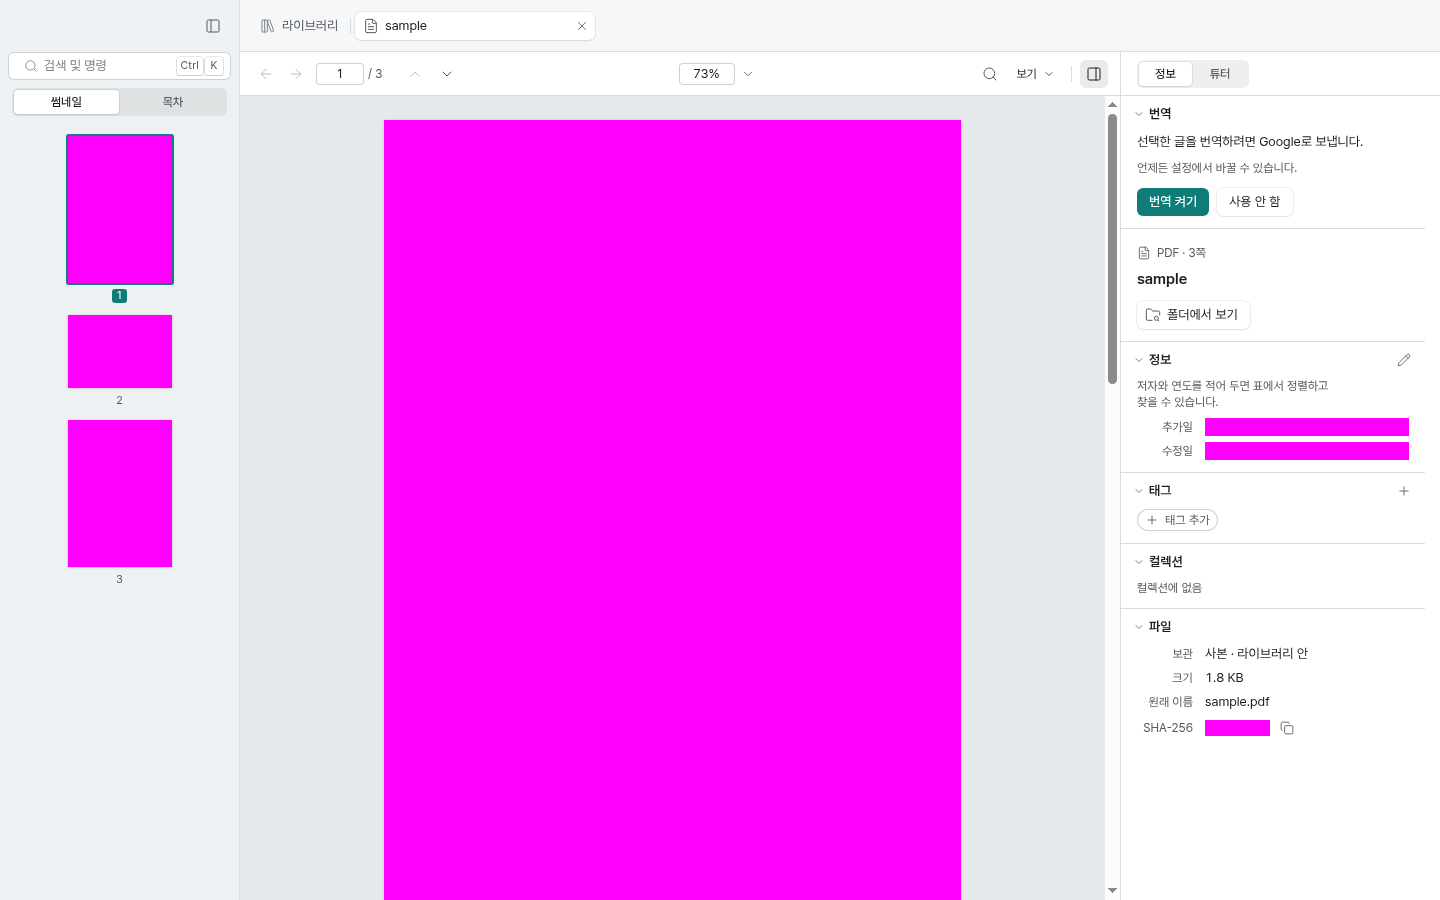 라이브러리
sample
검색 및 명령
Ctrl
K
1
/ 3
73%
보기
정보
튜터
썸네일
목차
1
2
3
번역
선택한 글을 번역하려면 Google로 보냅니다.
언제든 설정에서 바꿀 수 있습니다.
번역 켜기
사용 안 함
PDF · 3쪽
sample
폴더에서 보기
정보
저자와 연도를 적어 두면 표에서 정렬하고
찾을 수 있습니다.
추가일
수정일
태그
태그 추가
컬렉션
컬렉션에 없음
파일
보관 사본 · 라이브러리 안
크기 1.8 KB
원래 이름 sample.pdf
SHA-256